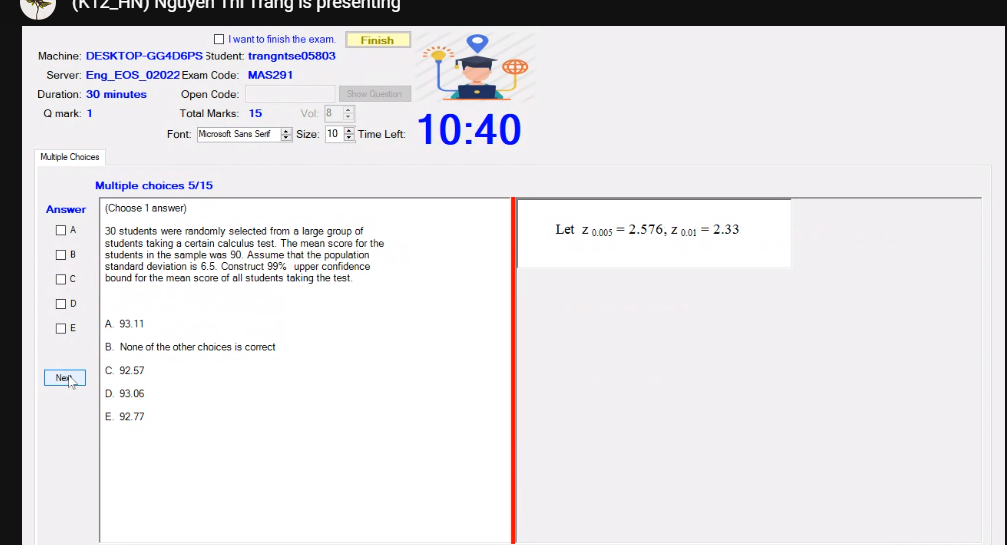 (K12_HN) Nguyen Thi Trang is presenting
I want to finish the exam. Finish
Machine: DESKTOP-GG4D6PS Student: trangntse05803
Server: Eng_EOS_02022 Exam Code: MAS291
Duration: 30 minutes Open Code: Show Question
Q mark: 1 Total Marks: 15 Vol: 8
Font: Microsoft Sans Serif Size: 10 Time Left: 10:40
Multiple Choices
Multiple choices 5/15
Answer
A
B
C
D
E
Next
(Choose 1 answer)
30 students were randomly selected from a large group of
students taking a certain calculus test. The mean score for the
students in the sample was 90. Assume that the population
standard deviation is 6.5. Construct 99% upper confidence
bound for the mean score of all students taking the test.
A. 93.11
B. None of the other choices is correct
C. 92.57
D. 93.06
E. 92.77
Let z 0.005 = 2.576, z 0.01 = 2.33